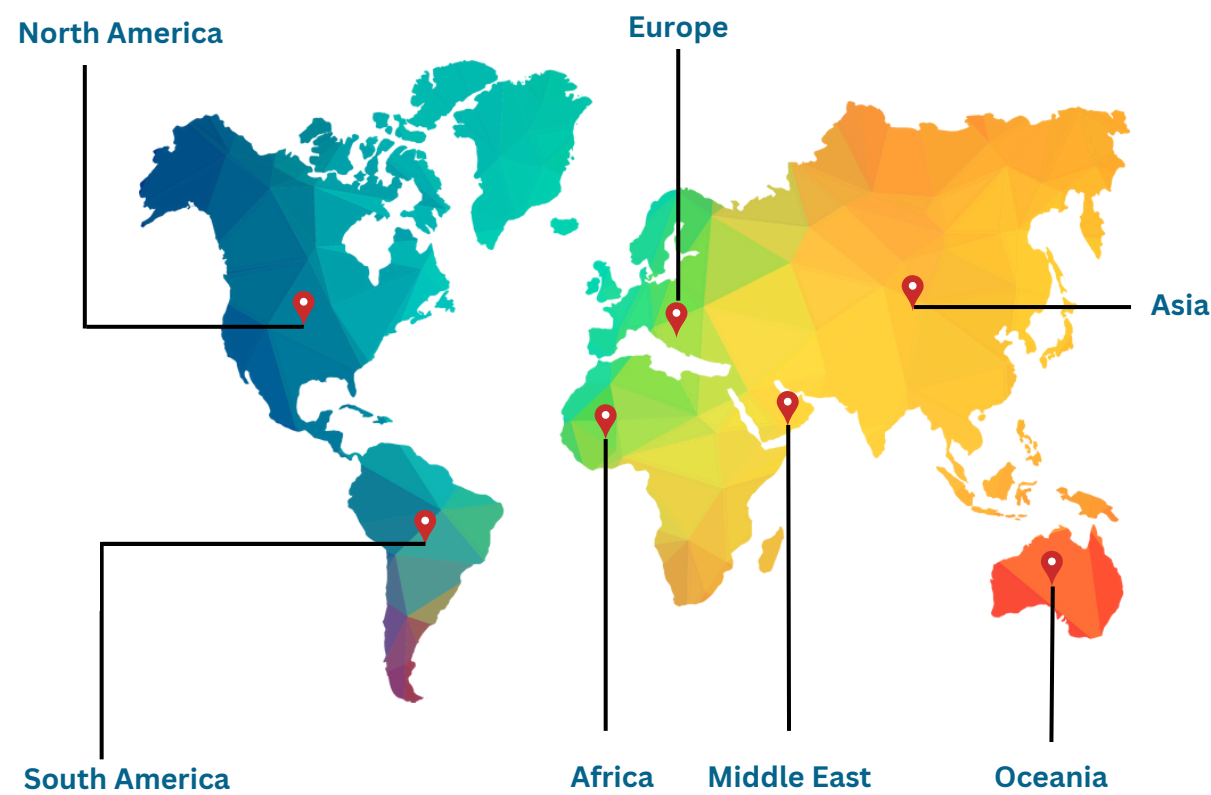 North America
Europe
Asia
South America
Africa
Middle East
Oceania